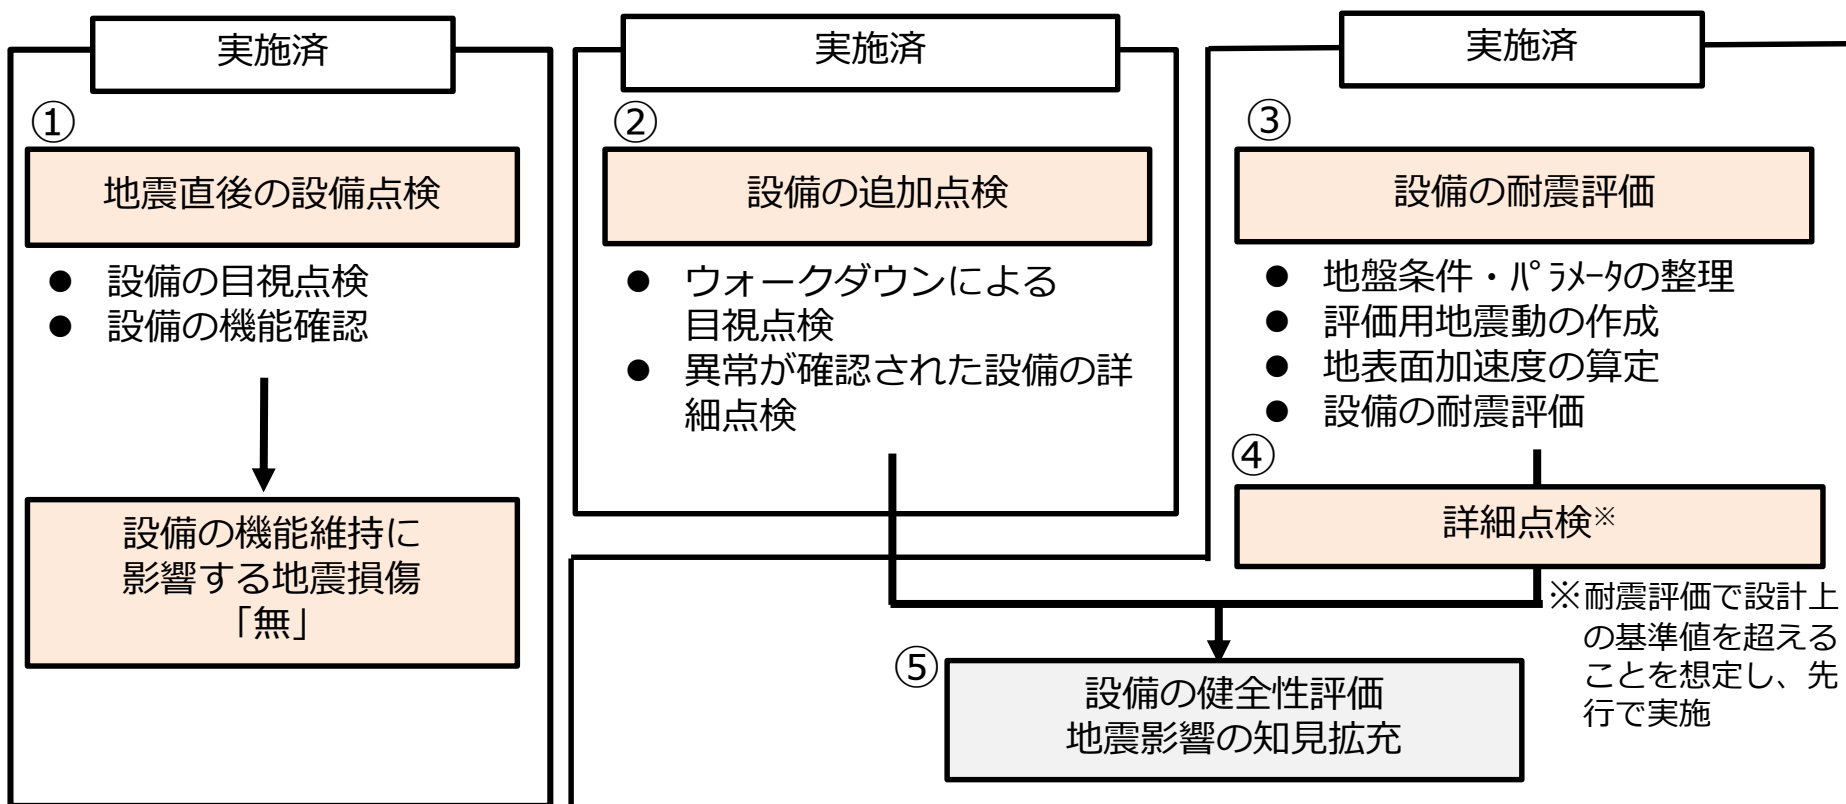 実施済
①
地震直後の設備点検
● 設備の目視点検
● 設備の機能確認
設備の機能維持に
影響する地震損傷
「無」
実施済
②
設備の追加点検
● ウォークダウンによる
目視点検
● 異常が確認された設備の詳
細点検
実施済
③
設備の耐震評価
● 地盤条件・ﾊﾟﾗﾒｰﾀの整理
● 評価用地震動の作成
● 地表面加速度の算定
● 設備の耐震評価
④
詳細点検※
※耐震評価で設計上
の基準値を超える
ことを想定し、先
行で実施
⑤
設備の健全性評価
地震影響の知見拡充